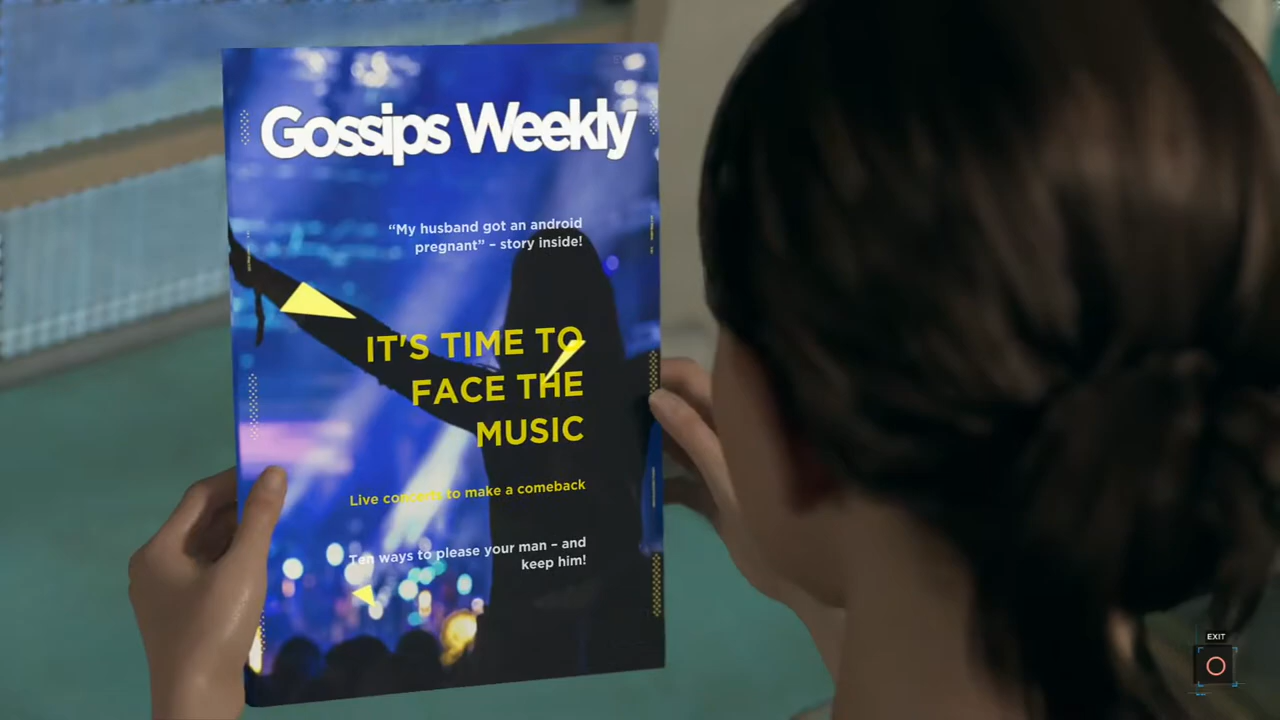 Gossips Weekly
“My husband got an android
pregnant” – story inside!
IT'S TIME TO
FACE THE
MUSIC
Live concerts to make a comeback
Ten ways to please your man – and
keep him!
EXIT